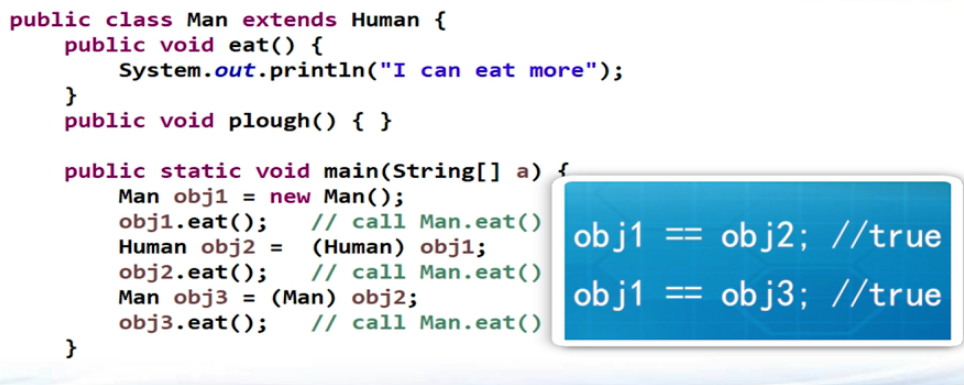 public class Man extends Human {
public void eat() {
System.out.println("I can eat more");
}
public void plough() { }
public static void main(String[] a) {
Man obj1 = new Man();
obj1.eat();   // call Man.eat()
Human obj2 =  (Human) obj1;
obj2.eat();   // call Man.eat()
Man obj3 = (Man) obj2;
obj3.eat();   // call Man.eat()
}
obj1 == obj2; //true
obj1 == obj3; //true